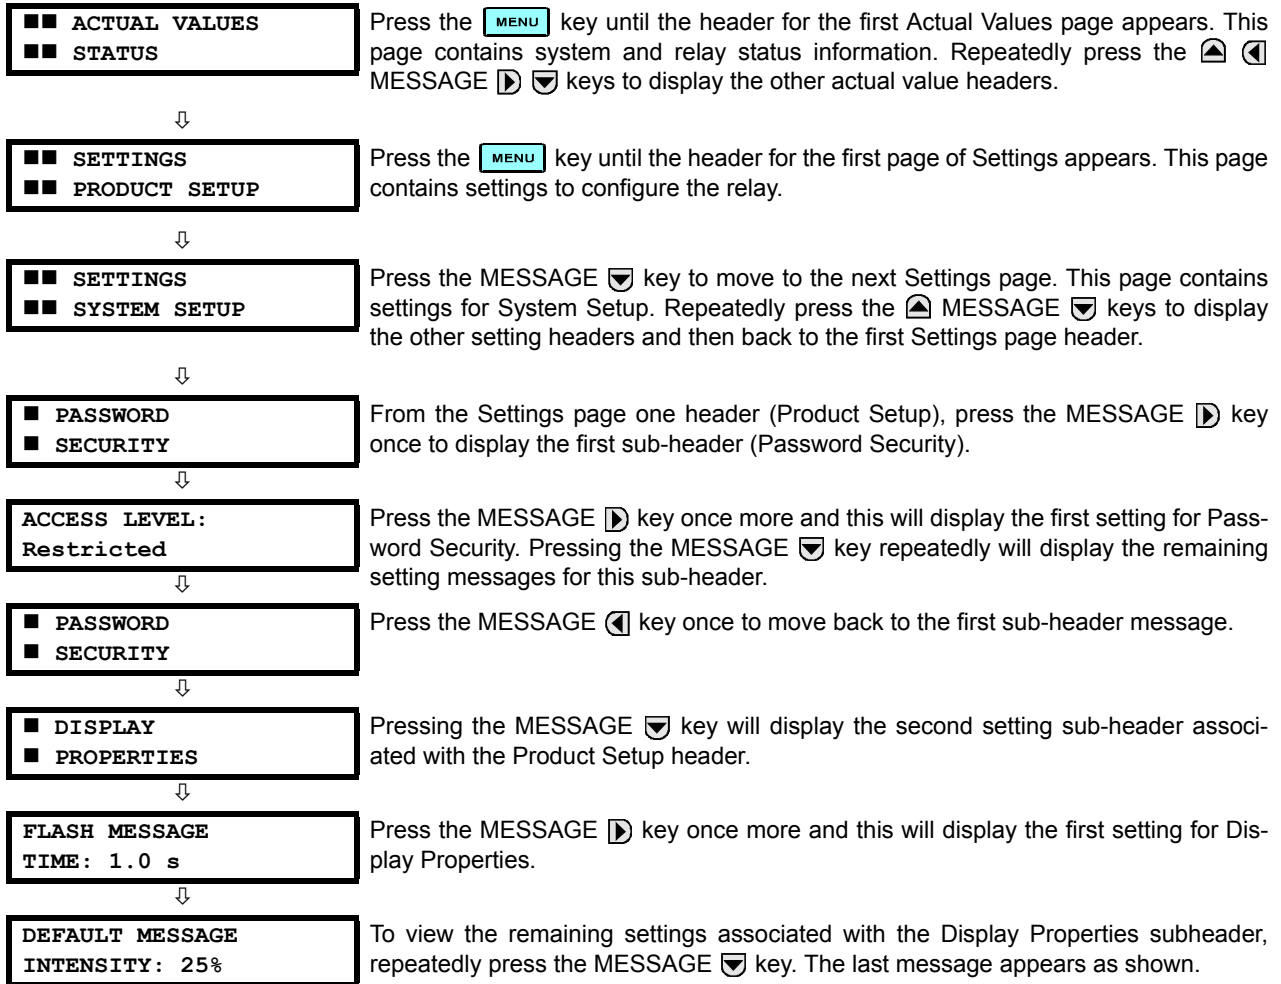 ■■ ACTUAL VALUES
■■ STATUS
Press the MENU key until the header for the first Actual Values page appears. This
page contains system and relay status information. Repeatedly press the
MESSAGE keys to display the other actual value headers.
⇩
■■ SETTINGS
■■ PRODUCT SETUP
Press the MENU key until the header for the first page of Settings appears. This page
contains settings to configure the relay.
⇩
■■ SETTINGS
■■ SYSTEM SETUP
Press the MESSAGE key to move to the next Settings page. This page contains
settings for System Setup. Repeatedly press the MESSAGE keys to display
the other setting headers and then back to the first Settings page header.
⇩
■ PASSWORD
■ SECURITY
From the Settings page one header (Product Setup), press the MESSAGE key
once to display the first sub-header (Password Security).
⇩
ACCESS LEVEL:
Restricted
Press the MESSAGE key once more and this will display the first setting for Pass-
word Security. Pressing the MESSAGE key repeatedly will display the remaining
setting messages for this sub-header.
⇩
■ PASSWORD
■ SECURITY
Press the MESSAGE key once to move back to the first sub-header message.
⇩
■ DISPLAY
■ PROPERTIES
Pressing the MESSAGE key will display the second setting sub-header associ-
ated with the Product Setup header.
⇩
FLASH MESSAGE
TIME: 1.0 s
Press the MESSAGE key once more and this will display the first setting for Dis-
play Properties.
⇩
DEFAULT MESSAGE
INTENSITY: 25%
To view the remaining settings associated with the Display Properties subheader,
repeatedly press the MESSAGE key. The last message appears as shown.